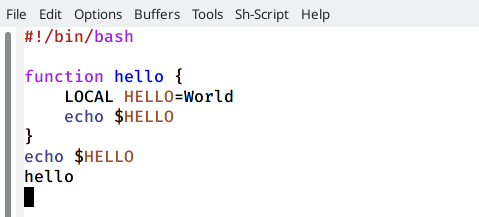 File Edit Options Buffers Tools Sh-Script Help
#!/bin/bash
function hello {
LOCAL HELLO=World
echo $HELLO
}
echo $HELLO
hello